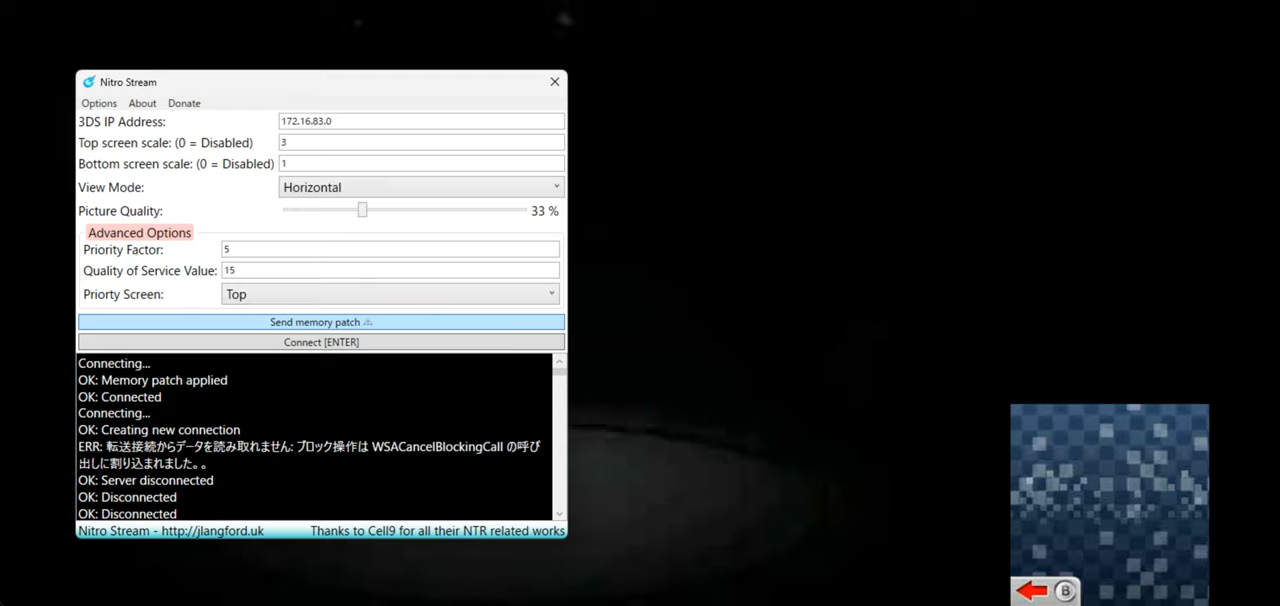 Nitro Stream
Options About Donate
3DS IP Address: 172.16.83.0
Top screen scale: (0 = Disabled) 3
Bottom screen scale: (0 = Disabled) 1
View Mode: Horizontal
Picture Quality: 33 %
Advanced Options
Priority Factor: 5
Quality of Service Value: 15
Priorty Screen: Top
Send memory patch ⚠
Connect [ENTER]
Connecting...
OK: Memory patch applied
OK: Connected
Connecting...
OK: Creating new connection
ERR: 転送接続からデータを読み取れません: ブロック操作は WSACancelBlockingCall の呼び
出しに割り込まれました。。
OK: Server disconnected
OK: Disconnected
OK: Disconnected
Nitro Stream - http://jlangford.uk Thanks to Cell9 for all their NTR related works
B